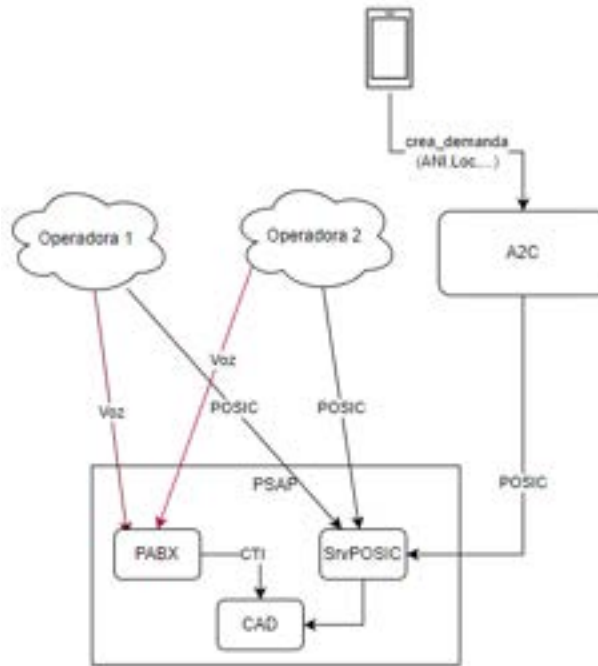 crea_demanda
(ANI,Loc,...)
Operadora 1
Operadora 2
A2C
Voz
Voz
POSIC
POSIC
POSIC
PSAP
PABX
CTI
SrvPOSIC
CAD